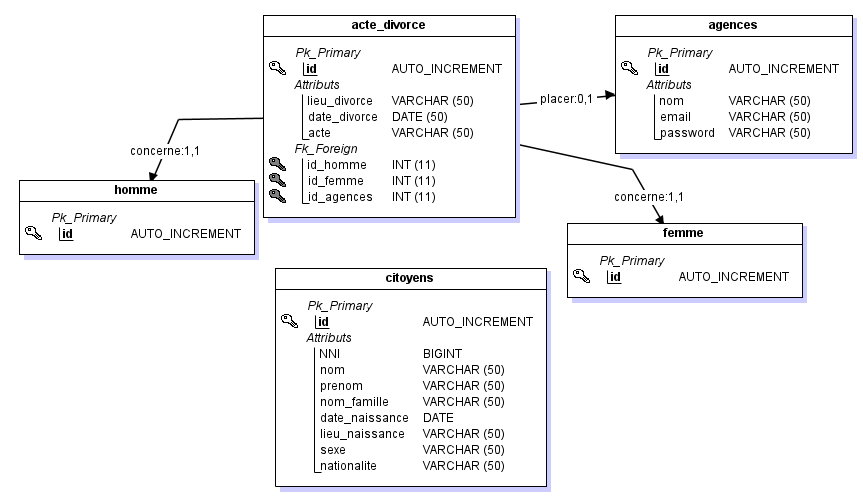 acte_divorce
Pk_Primary
id AUTO_INCREMENT
Attributs
lieu_divorce VARCHAR (50)
date_divorce DATE (50)
acte VARCHAR (50)
Fk_Foreign
id_homme INT (11)
id_femme INT (11)
id_agences INT (11)
agences
Pk_Primary
id AUTO_INCREMENT
Attributs
nom VARCHAR (50)
email VARCHAR (50)
password VARCHAR (50)
placer:0,1
concerne:1,1
homme
Pk_Primary
id AUTO_INCREMENT
concerne:1,1
femme
Pk_Primary
id AUTO_INCREMENT
citoyens
Pk_Primary
id AUTO_INCREMENT
Attributs
NNI BIGINT
nom VARCHAR (50)
prenom VARCHAR (50)
nom_famille VARCHAR (50)
date_naissance DATE
lieu_naissance VARCHAR (50)
sexe VARCHAR (50)
nationalite VARCHAR (50)